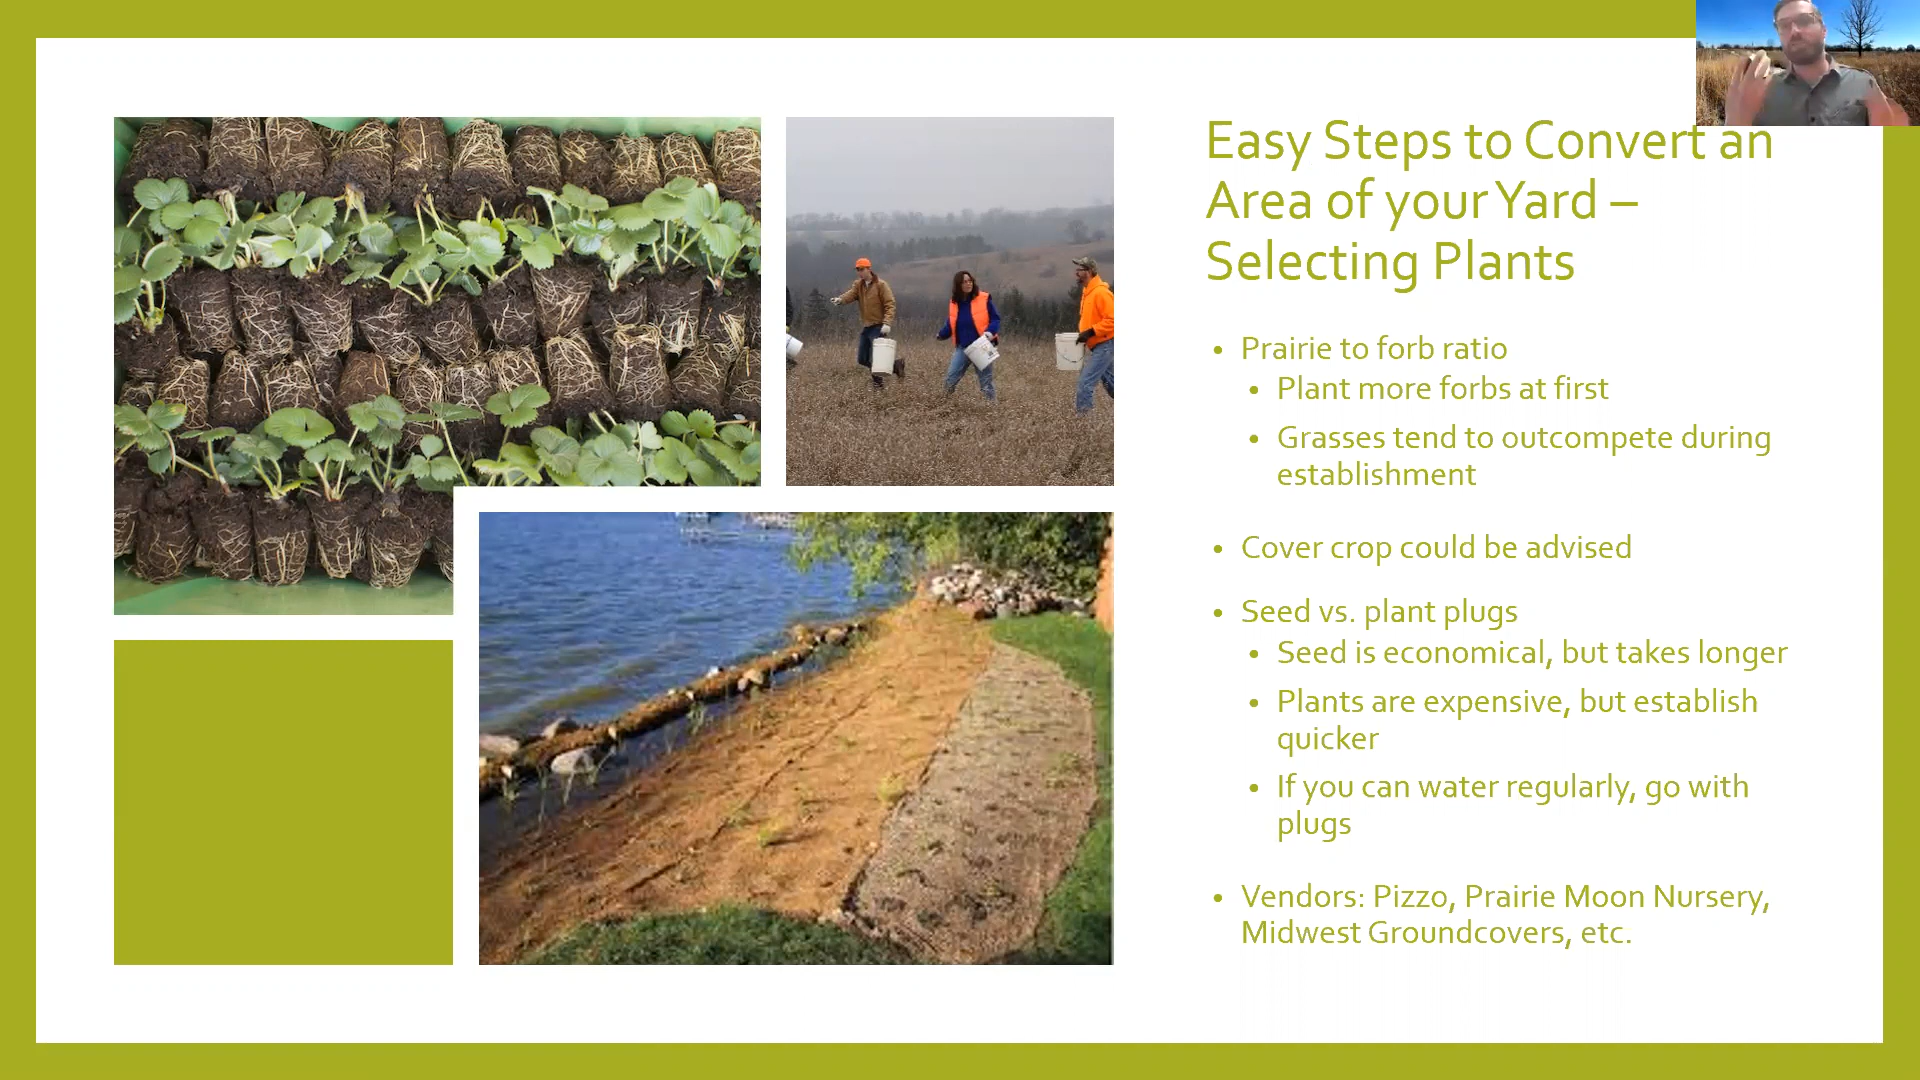 Easy Steps to Convert an
Area of your Yard –
Selecting Plants
• Prairie to forb ratio
• Plant more forbs at first
• Grasses tend to outcompete during
establishment
• Cover crop could be advised
• Seed vs. plant plugs
• Seed is economical, but takes longer
• Plants are expensive, but establish
quicker
• If you can water regularly, go with
plugs
• Vendors: Pizzo, Prairie Moon Nursery,
Midwest Groundcovers, etc.